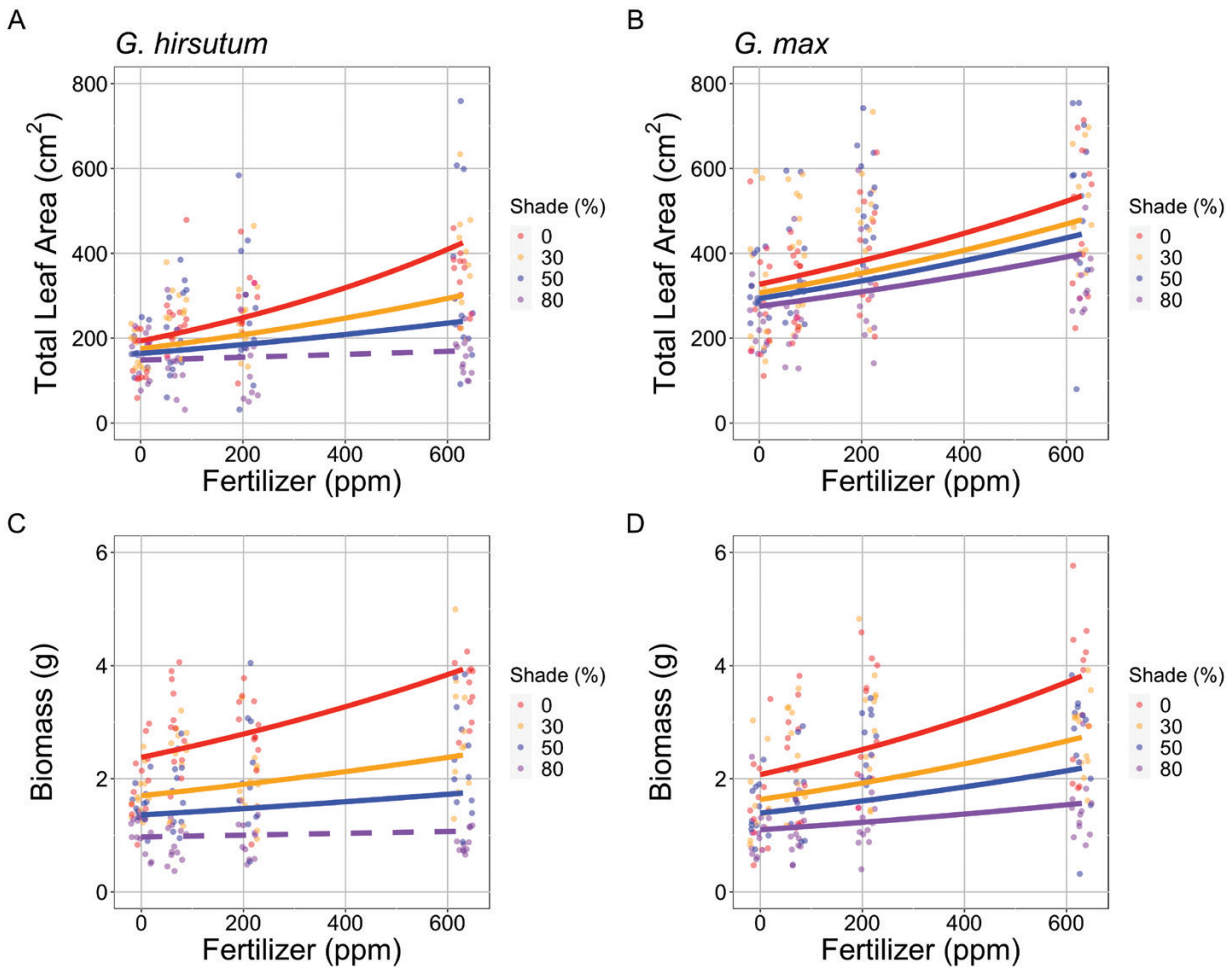 A
G. hirsutum
800
600
400
200
0
Total Leaf Area (cm²)
0 200 400 600
Fertilizer (ppm)
Shade (%)
0
30
50
80
B
G. max
800
600
400
200
0
Total Leaf Area (cm²)
0 200 400 600
Fertilizer (ppm)
Shade (%)
0
30
50
80
C
6
4
2
0
Biomass (g)
0 200 400 600
Fertilizer (ppm)
Shade (%)
0
30
50
80
D
6
4
2
0
Biomass (g)
0 200 400 600
Fertilizer (ppm)
Shade (%)
0
30
50
80